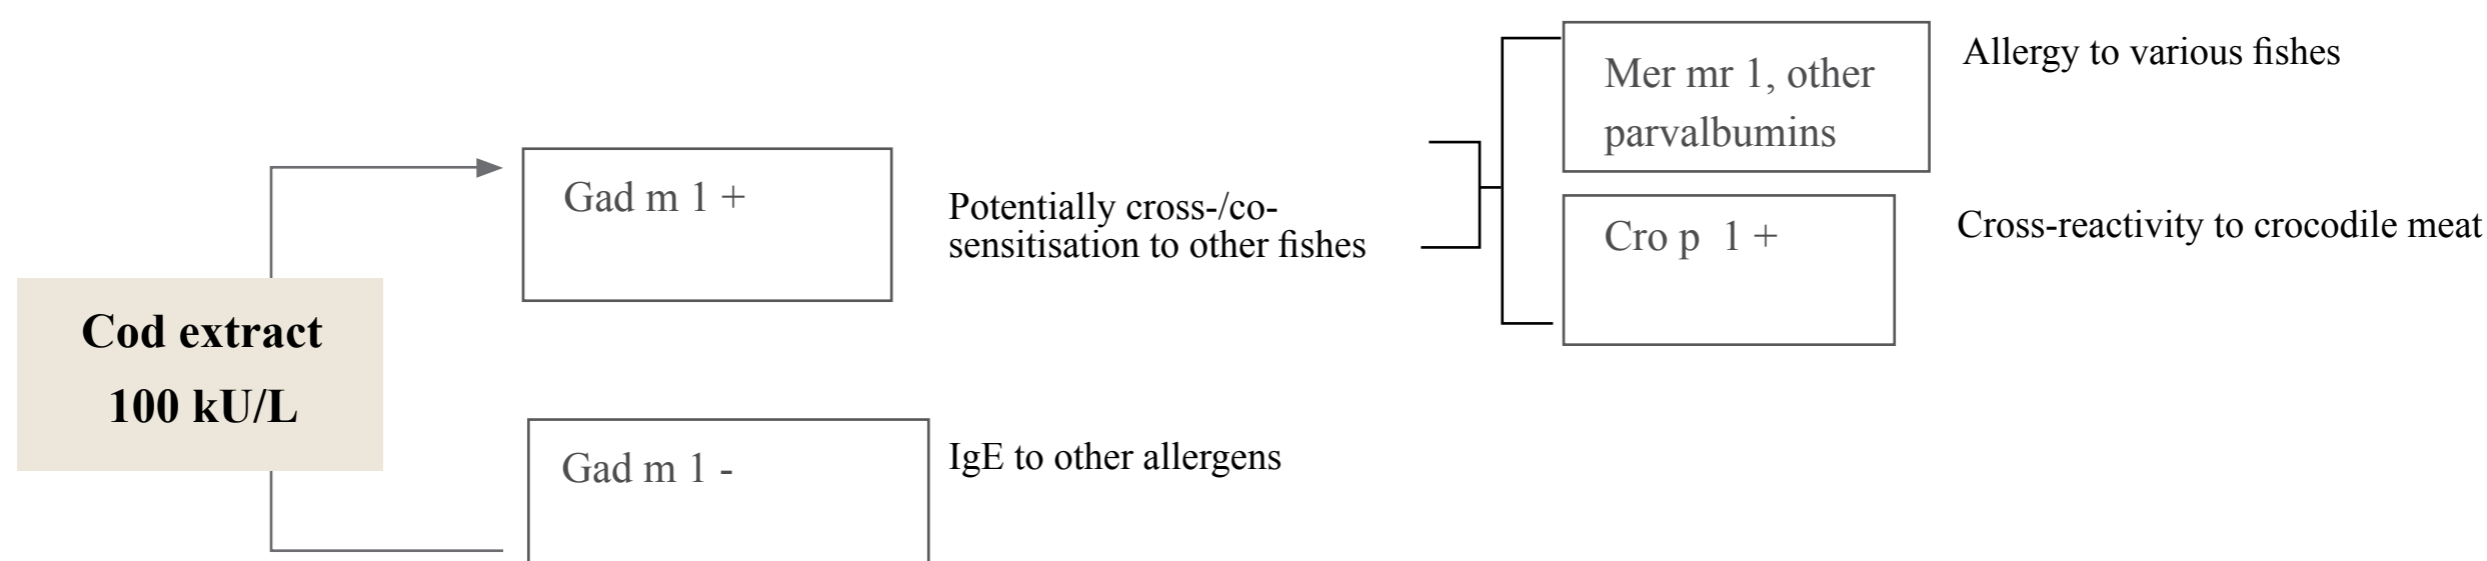 Cod extract
100 kU/L
Gad m 1 +
Potentially cross-/co-
sensitisation to other fishes
Mer mr 1, other
parvalbumins
Allergy to various fishes
Cro p  1 +
Cross-reactivity to crocodile meat
Gad m 1 -
IgE to other allergens